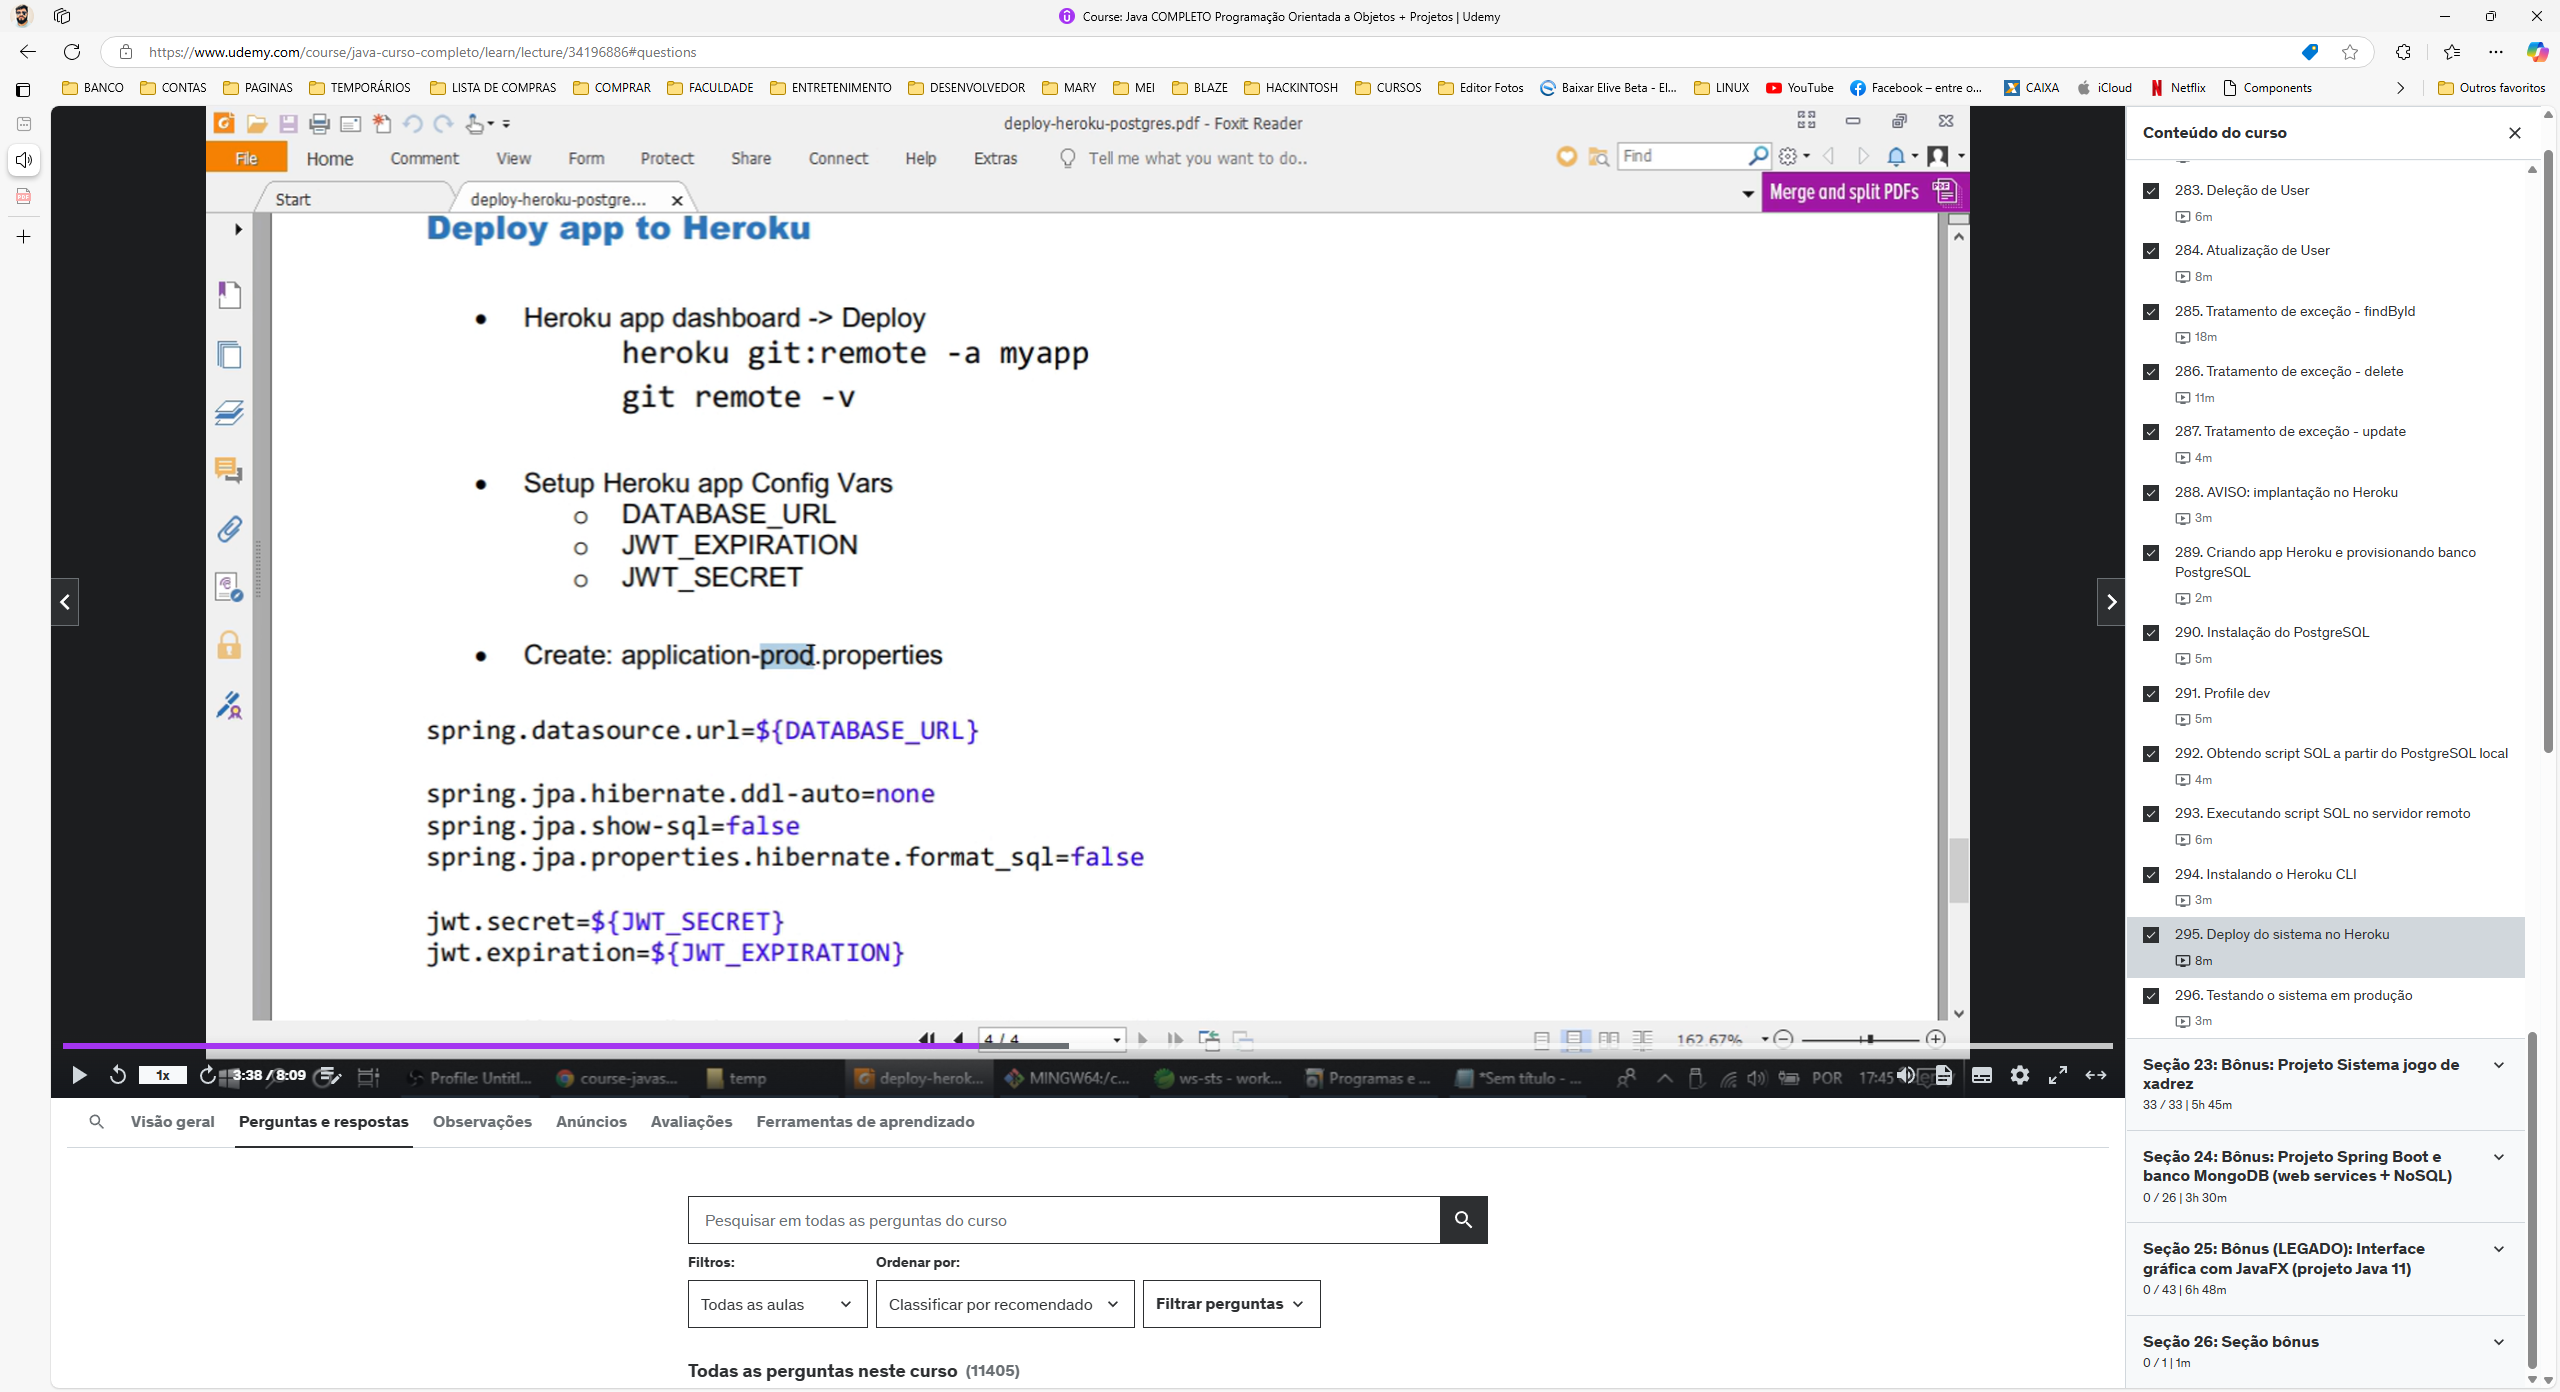 Course: Java COMPLETO Programação Orientada a Objetos + Projetos | Udemy
https://www.udemy.com/course/java-curso-completo/learn/lecture/34196886#questions
BANCO CONTAS PAGINAS TEMPORÁRIOS LISTA DE COMPRAS COMPRAR FACULDADE ENTRETENIMENTO DESENVOLVEDOR MARY MEI BLAZE HACKINTOSH CURSOS Editor Fotos Baixar Elive Beta - El... LINUX YouTube Facebook – entre o... CAIXA iCloud Netflix Components Outros favoritos
deploy-heroku-postgres.pdf - Foxit Reader
File Home Comment View Form Protect Share Connect Help Extras Tell me what you want to do.. Find
Start deploy-heroku-postgre... Merge and split PDFs
Deploy app to Heroku
• Heroku app dashboard -> Deploy
heroku git:remote -a myapp
git remote -v
• Setup Heroku app Config Vars
o DATABASE_URL
o JWT_EXPIRATION
o JWT_SECRET
• Create: application-prod.properties
spring.datasource.url=${DATABASE_URL}
spring.jpa.hibernate.ddl-auto=none
spring.jpa.show-sql=false
spring.jpa.properties.hibernate.format_sql=false
jwt.secret=${JWT_SECRET}
jwt.expiration=${JWT_EXPIRATION}
4 / 4 162.67%
1x 3:38 / 8:09 Profile: Untitl... course-javas... temp deploy-herok... MINGW64:/c... ws-sts - work... Programas e ... *Sem título - ... POR 17:45
Visão geral Perguntas e respostas Observações Anúncios Avaliações Ferramentas de aprendizado
Pesquisar em todas as perguntas do curso
Filtros: Ordenar por:
Todas as aulas Classificar por recomendado Filtrar perguntas
Todas as perguntas neste curso (11405)
Conteúdo do curso
283. Deleção de User
6m
284. Atualização de User
8m
285. Tratamento de exceção - findById
18m
286. Tratamento de exceção - delete
11m
287. Tratamento de exceção - update
4m
288. AVISO: implantação no Heroku
3m
289. Criando app Heroku e provisionando banco
PostgreSQL
2m
290. Instalação do PostgreSQL
5m
291. Profile dev
5m
292. Obtendo script SQL a partir do PostgreSQL local
4m
293. Executando script SQL no servidor remoto
6m
294. Instalando o Heroku CLI
3m
295. Deploy do sistema no Heroku
8m
296. Testando o sistema em produção
3m
Seção 23: Bônus: Projeto Sistema jogo de
xadrez
33 / 33 | 5h 45m
Seção 24: Bônus: Projeto Spring Boot e
banco MongoDB (web services + NoSQL)
0 / 26 | 3h 30m
Seção 25: Bônus (LEGADO): Interface
gráfica com JavaFX (projeto Java 11)
0 / 43 | 6h 48m
Seção 26: Seção bônus
0 / 1 | 1m